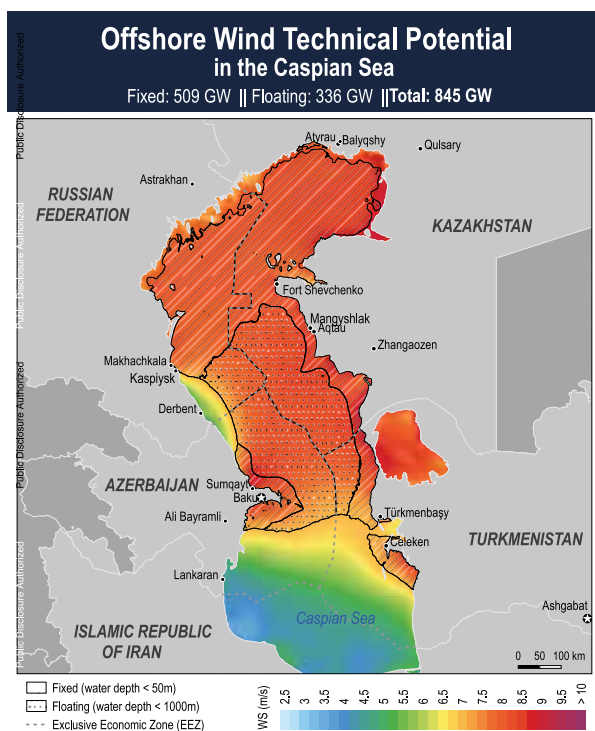 Offshore Wind Technical Potential
in the Caspian Sea
Fixed: 509 GW || Floating: 336 GW ||Total: 845 GW
Public Disclosure Authorized
Public Disclosure Authorized
Public Disclosure Authorized
Public Disclosure Authorized
Atyrau
Balyqshy
Qulsary
Astrakhan
RUSSIAN
FEDERATION
KAZAKHSTAN
Fort Shevchenko
Mangyshlak
Aqtau
Zhangaozen
Makhachkala
Kaspiysk
Derbent
AZERBAIJAN
Sumqayt
Baku
Ali Bayramli
Türkmenbaşy
Celeken
TURKMENISTAN
Lankaran
Caspian Sea
Ashgabat
ISLAMIC REPUBLIC
OF IRAN
0 50 100 km
Fixed (water depth < 50m)
Floating (water depth < 1000m)
Exclusive Economic Zone (EEZ)
WS (m/s)
2.5 3 3.5 4 4.5 5 5.5 6 6.5 7 7.5 8 8.5 9 9.5 > 10